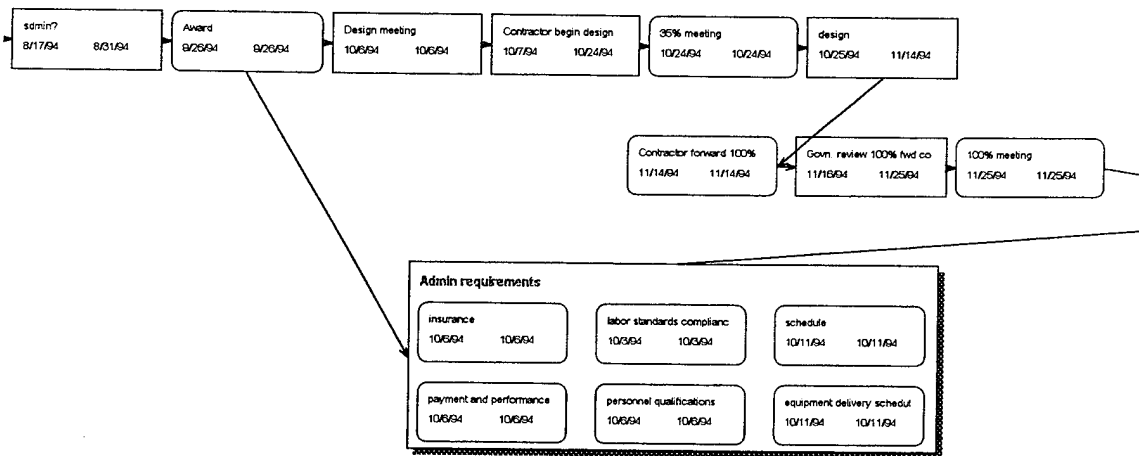 sdmin?
8/17/94 8/31/94
Award
9/26/94 9/26/94
Design meeting
10/6/94 10/6/94
Contractor begin design
10/7/94 10/24/94
35% meeting
10/24/94 10/24/94
design
10/25/94 11/14/94
Contractor forward 100%
11/14/94 11/14/94
Govn. review 100% fwd co
11/16/94 11/25/94
100% meeting
11/25/94 11/25/94
Admin requirements
insurance
10/6/94 10/6/94
labor standards complianc
10/3/94 10/3/94
schedule
10/11/94 10/11/94
payment and performance
10/6/94 10/6/94
personnel qualifications
10/6/94 10/6/94
equipment delivery schedul
10/11/94 10/11/94